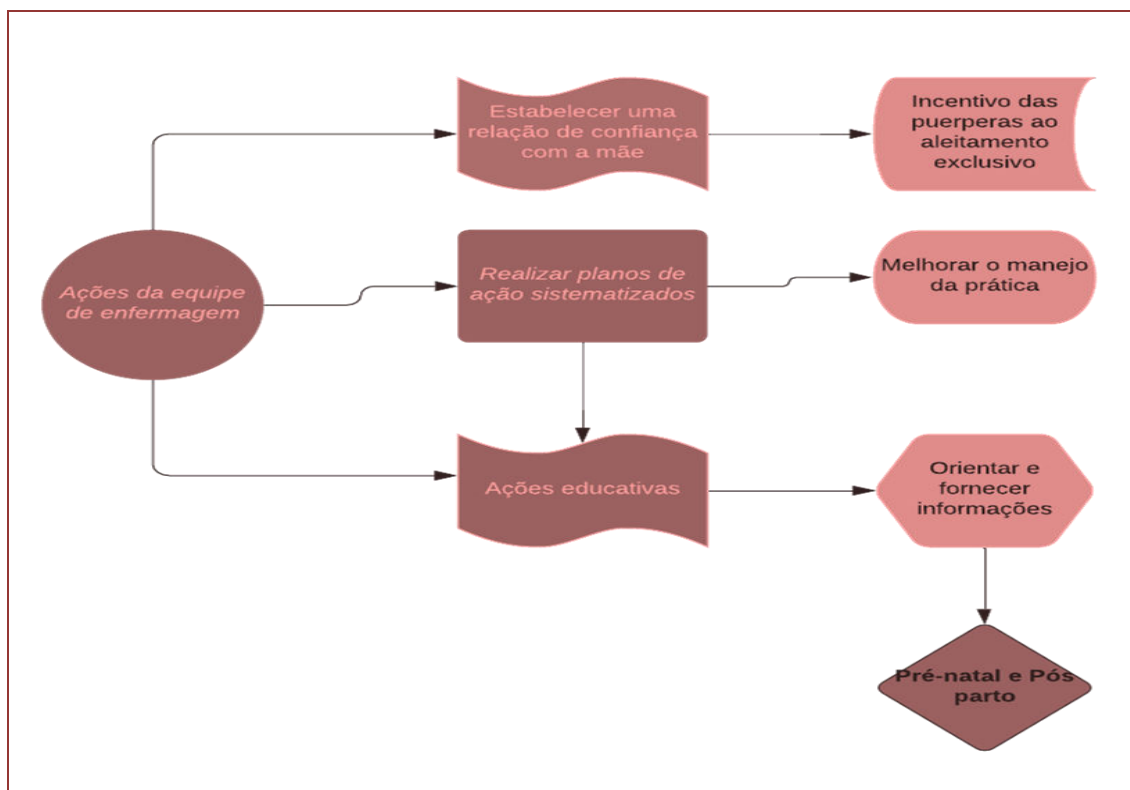 Estabelecer uma
relação de confiança
com a mãe
Incentivo das
puerperas ao
aleitamento
exclusivo
Ações da equipe
de enfermagem
Realizar planos de
ação sistematizados
Melhorar o manejo
da prática
Ações educativas
Orientar e
fornecer
informações
Pré-natal e Pós
parto